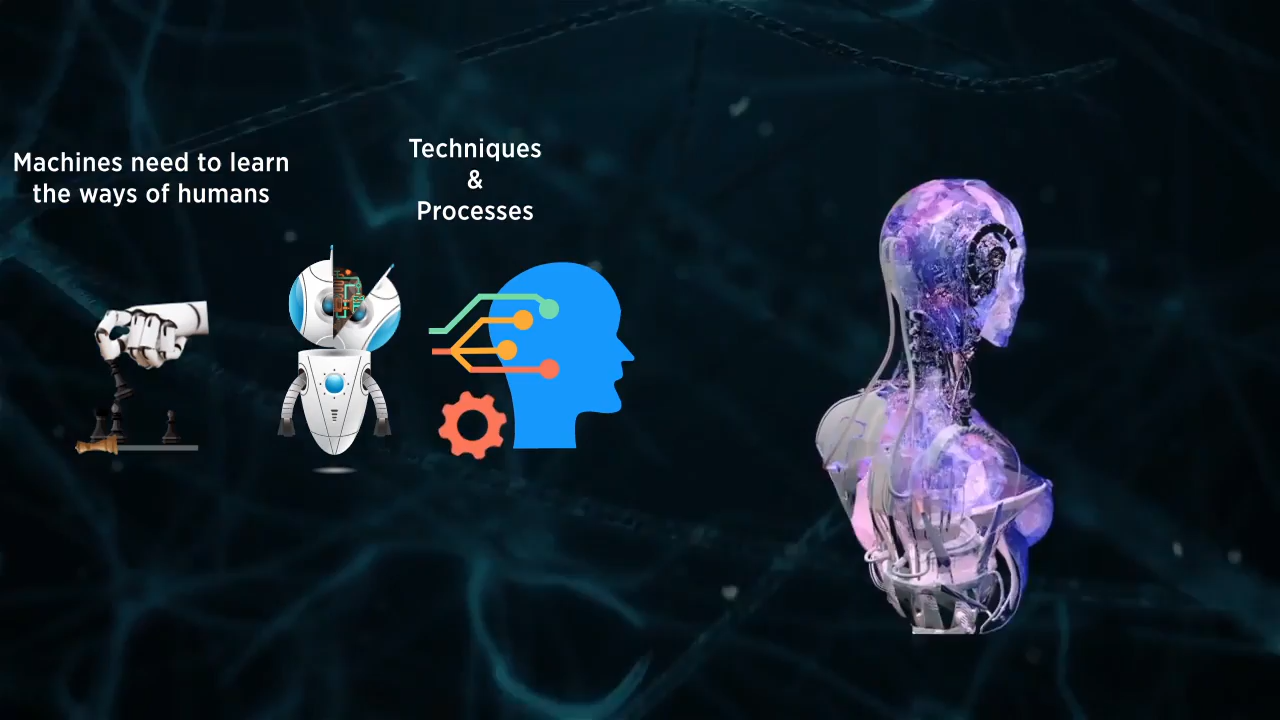 Machines need to learn
the ways of humans
Techniques
&
Processes